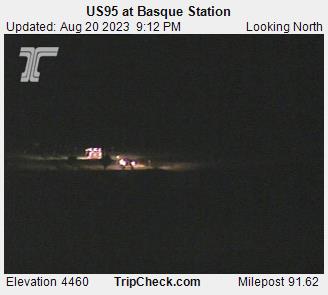 US95 at Basque Station
Updated: Aug 20 2023 9:12 PM Looking North
Elevation 4460 TripCheck.com Milepost 91.62